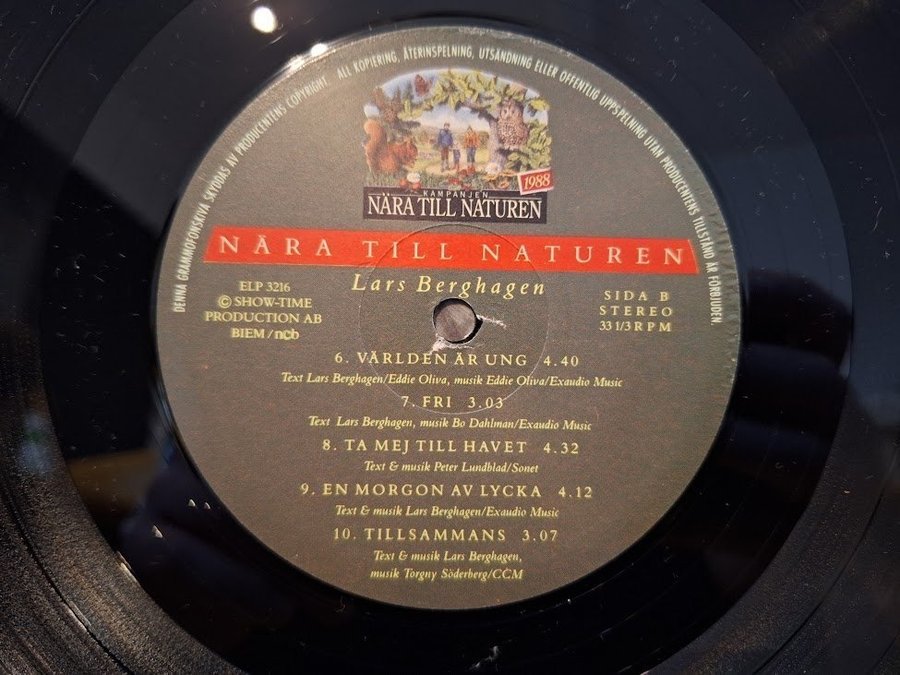 DENNA GRAMMOFONSKIVA SKYDDAS AV PRODUCENTENS COPYRIGHT. ALL KOPIERING, ÅTERINSPELNING, UTSÄNDNING ELLER OFFENTLIG UPPSPELNING UTAN PRODUCENTENS TILLSTÅND ÄR FÖRBJUDEN.
1988
KAMPANJEN
NÄRA TILL NATUREN
NÄRA TILL NATUREN
Lars Berghagen
ELP 3216
© SHOW-TIME
PRODUCTION AB
BIEM/ncb
SIDA B
STEREO
33 1/3 RPM
6. VÄRLDEN ÄR UNG 4.40
Text Lars Berghagen/Eddie Oliva, musik Eddie Oliva/Exaudio Music
7. FRI 3.03
Text Lars Berghagen, musik Bo Dahlman/Exaudio Music
8. TA MEJ TILL HAVET 4.32
Text & musik Peter Lundblad/Sonet
9. EN MORGON AV LYCKA 4.12
Text & musik Lars Berghagen/Exaudio Music
10. TILLSAMMANS 3.07
Text & musik Lars Berghagen,
musik Torgny Söderberg/CCM